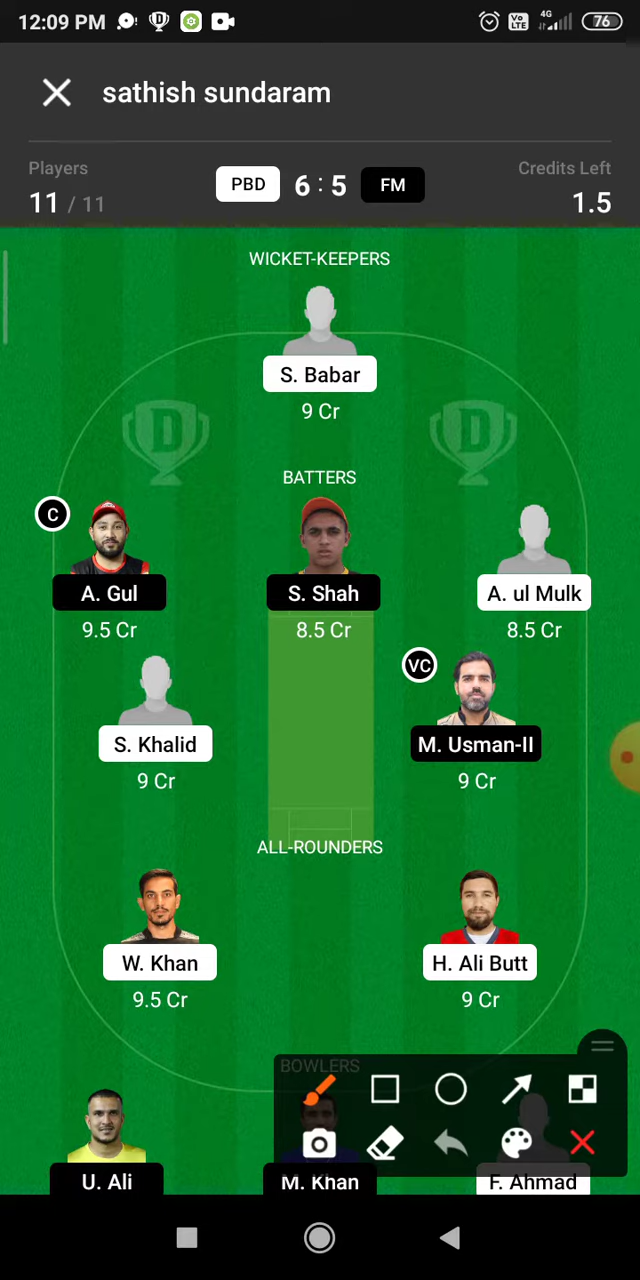 12:09 PM
Vo LTE 4G 76
sathish sundaram
Players
Credits Left
PBD 6 : 5 FM
11 / 11
1.5
WICKET-KEEPERS
S. Babar
9 Cr
D D
BATTERS
C
A. Gul S. Shah A. ul Mulk
9.5 Cr 8.5 Cr 8.5 Cr
VC
S. Khalid M. Usman-II
9 Cr 9 Cr
ALL-ROUNDERS
W. Khan H. Ali Butt
9.5 Cr 9 Cr
BOWLERS
U. Ali M. Khan F. Ahmad